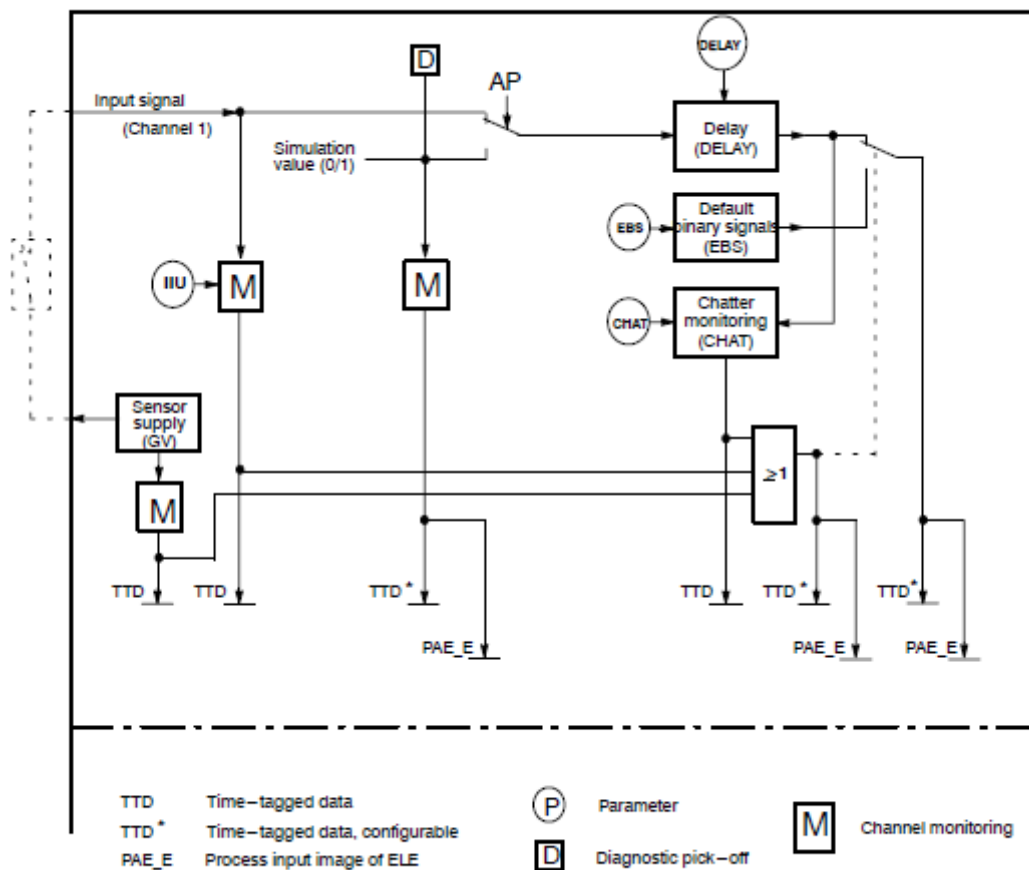 D
DELAY
AP
Input signal
(Channel 1)
Delay
(DELAY)
Simulation
value (0/1)
EBS
Default
binary signals
(EBS)
IIU
M
M
CHAT
Chatter
monitoring
(CHAT)
Sensor
supply
(GV)
≥1
M
TTD
TTD
TTD *
TTD
TTD *
TTD *
PAE_E
PAE_E
PAE_E
TTD Time-tagged data
TTD * Time-tagged data, configurable
PAE_E Process input image of ELE
P Parameter
D Diagnostic pick-off
M Channel monitoring